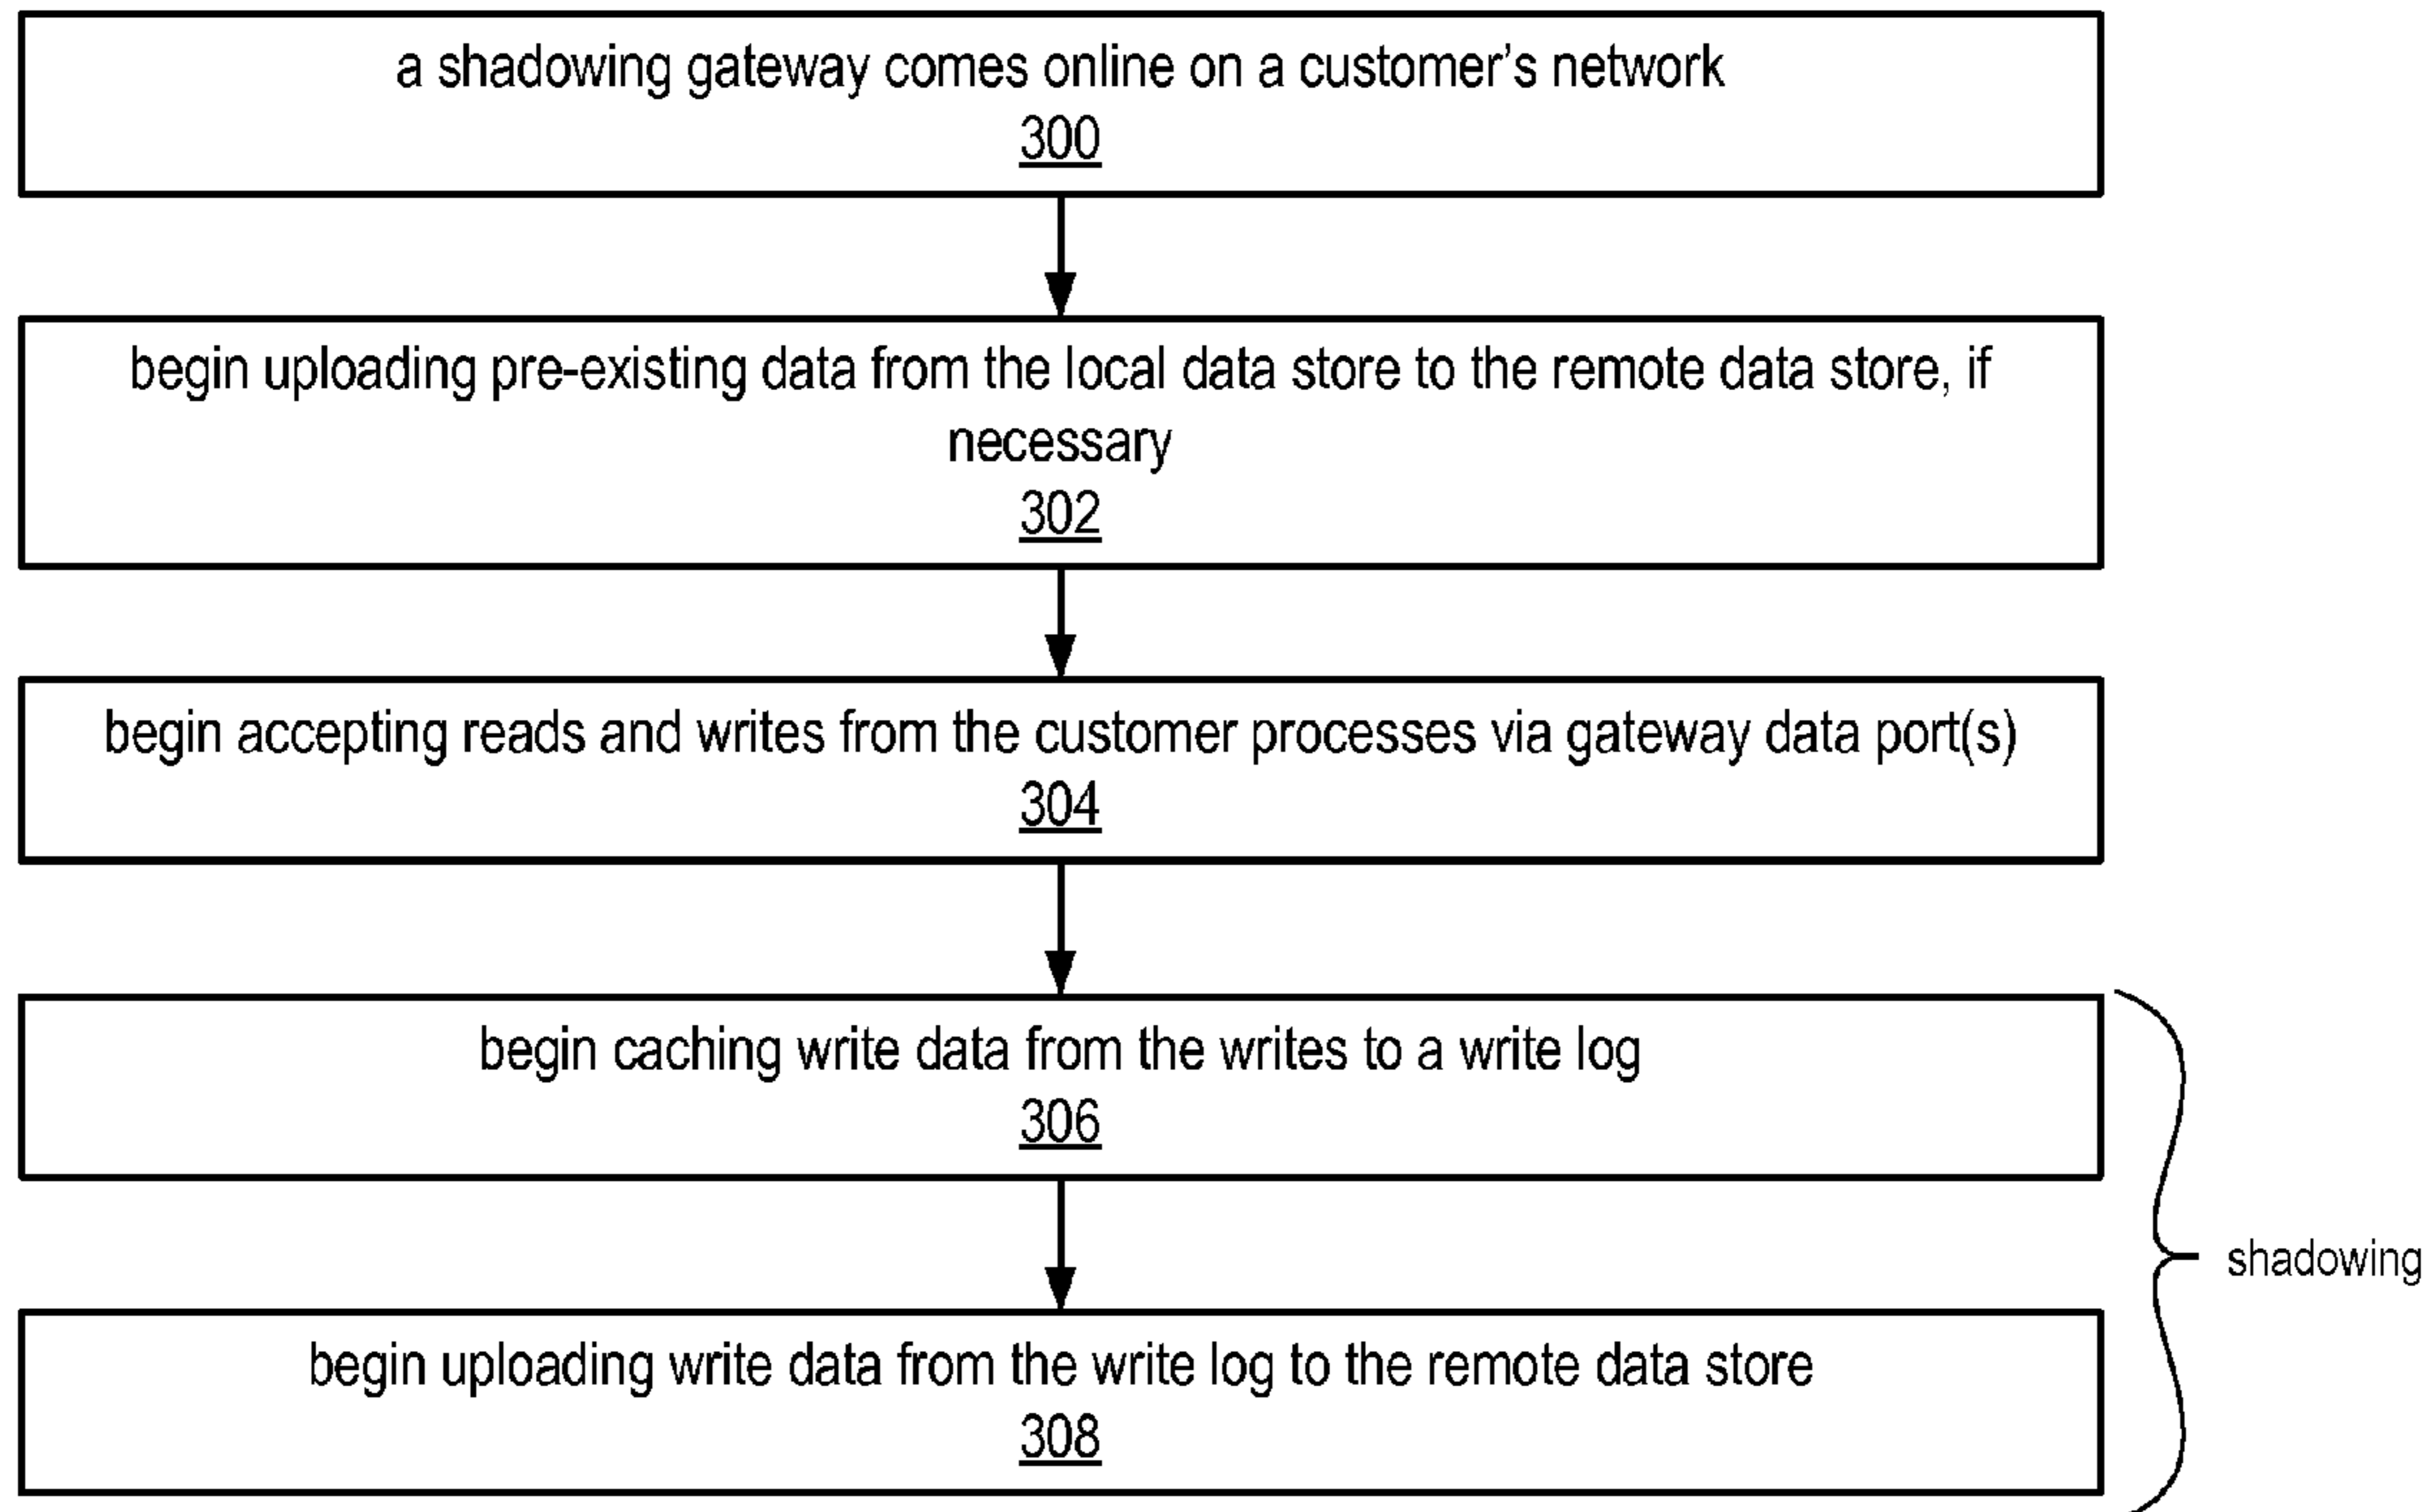 a shadowing gateway comes online on a customer’s network
300
begin uploading pre-existing data from the local data store to the remote data store, if
necessary
302
begin accepting reads and writes from the customer processes via gateway data port(s)
304
begin caching write data from the writes to a write log
306
shadowing
begin uploading write data from the write log to the remote data store
308